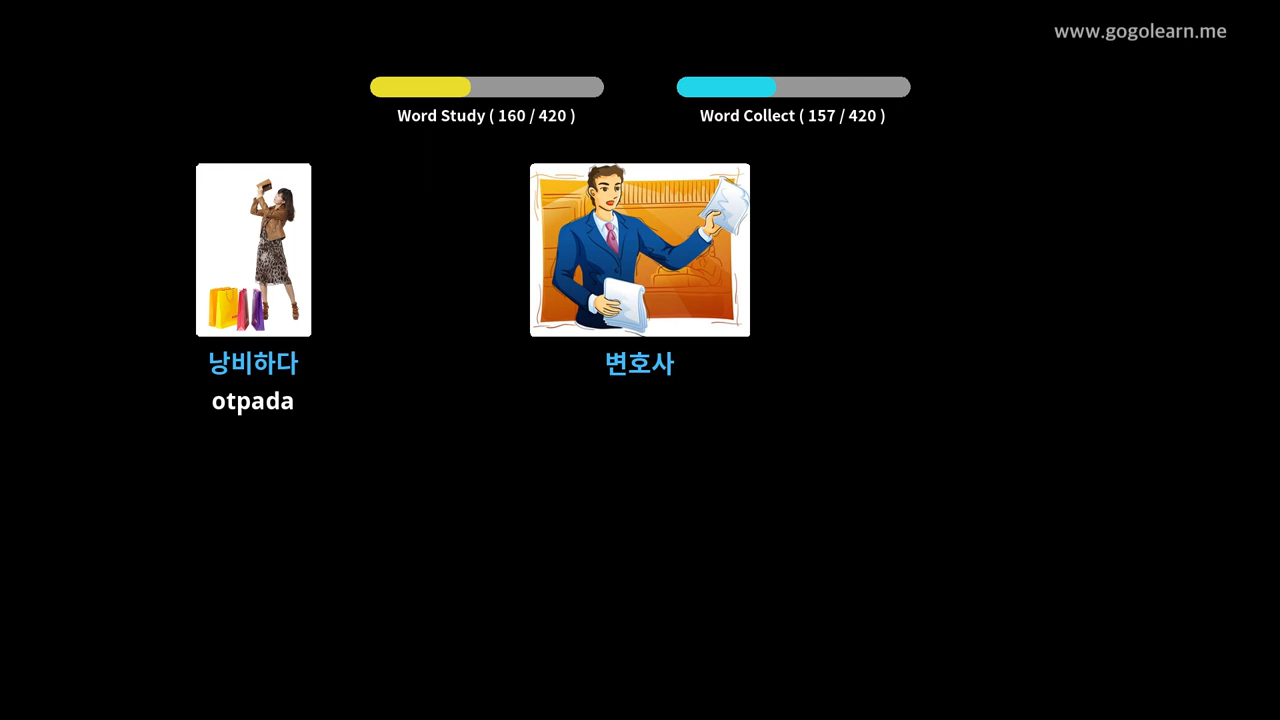 www.gogolearn.me
Word Study ( 160 / 420 )
Word Collect ( 157 / 420 )
낭비하다
otpada
변호사